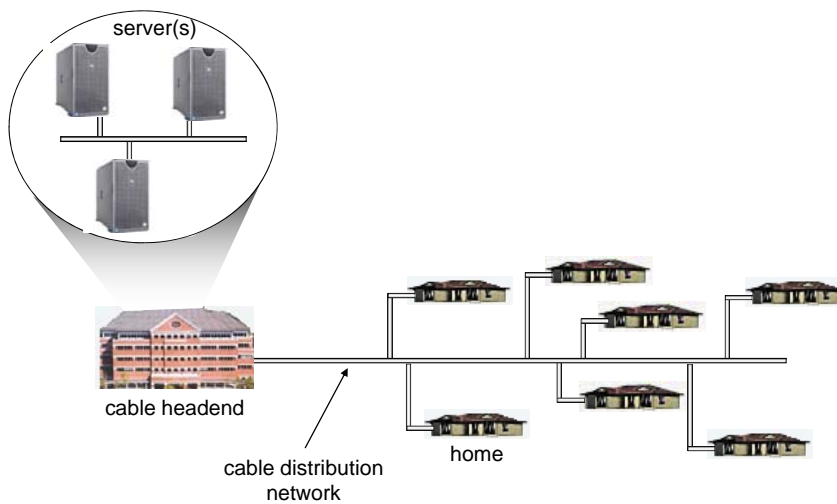 server(s)
cable headend
home
cable distribution
network